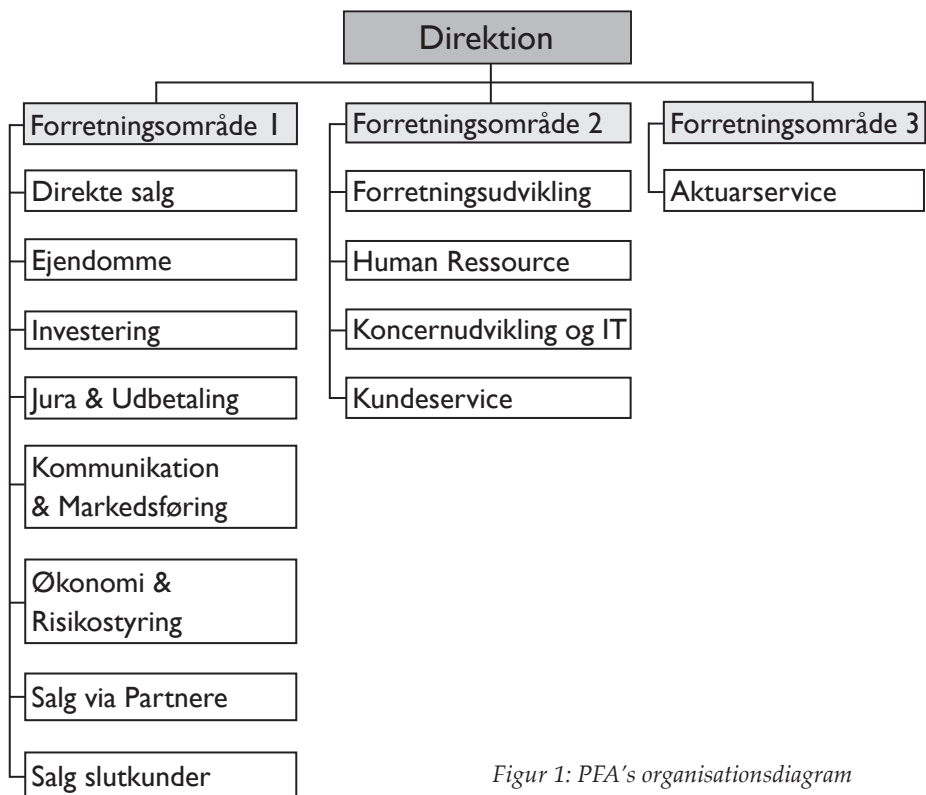 Direktion
Forretningsområde 1
Direkte salg
Ejendomme
Investering
Jura & Udbetaling
Kommunikation
& Markedsføring
Økonomi &
Risikostyring
Salg via Partnere
Salg slutkunder
Forretningsområde 2
Forretningsudvikling
Human Ressource
Koncernudvikling og IT
Kundeservice
Forretningsområde 3
Aktuarservice
Figur 1: PFA's organisationsdiagram